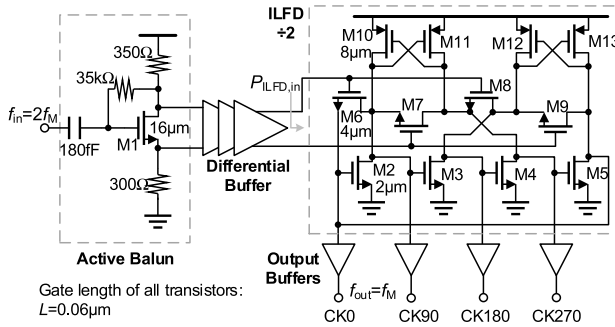 ILFD
÷2
350Ω
35kΩ
f_in=2f_M
180fF
M1
16µm
300Ω
Active Balun
P_ILFD,in
Differential
Buffer
M10
8µm
M11
M12
M13
M6
4µm
M7
M8
M9
M2
2µm
M3
M4
M5
Output
Buffers
f_out=f_M
CK0
CK90
CK180
CK270
Gate length of all transistors:
L=0.06µm